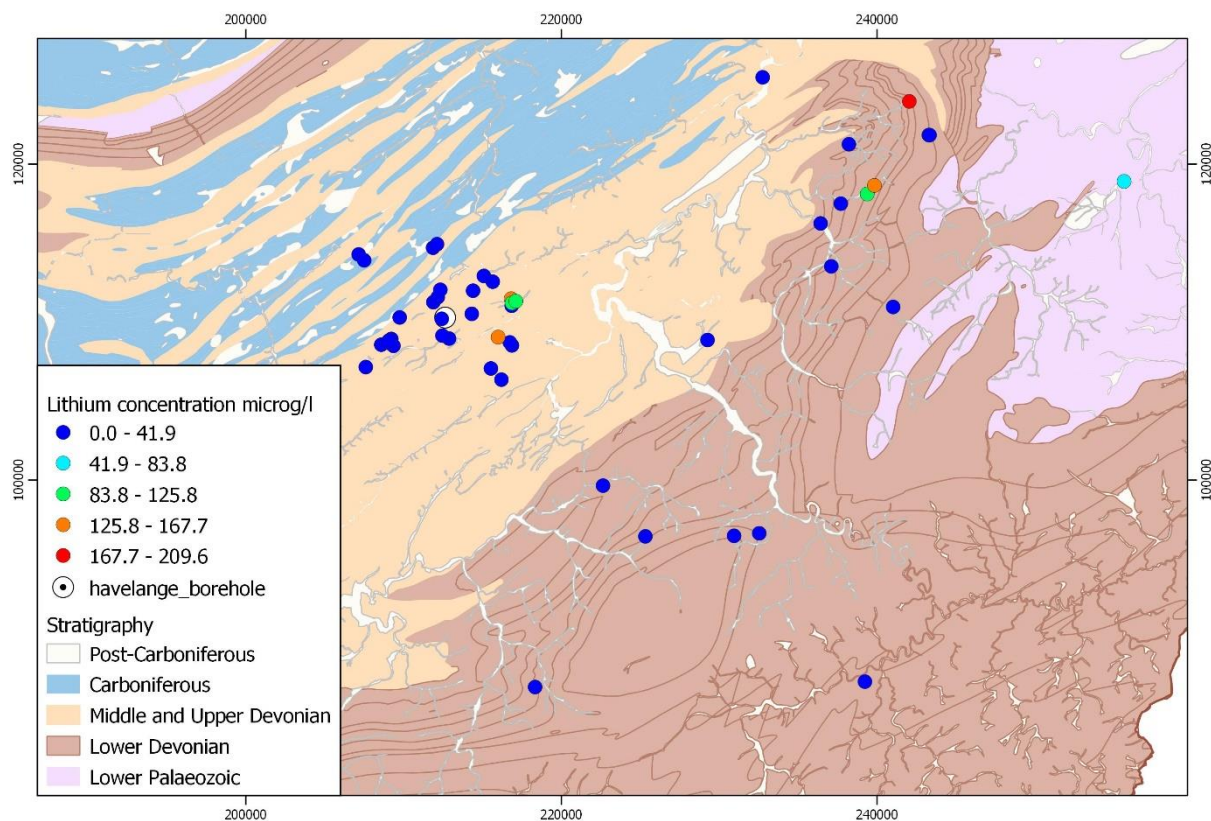 200000
220000
240000
120000
120000
100000
100000
Lithium concentration microg/l
0.0 - 41.9
41.9 - 83.8
83.8 - 125.8
125.8 - 167.7
167.7 - 209.6
havelange_borehole
Stratigraphy
Post-Carboniferous
Carboniferous
Middle and Upper Devonian
Lower Devonian
Lower Palaeozoic
200000
220000
240000